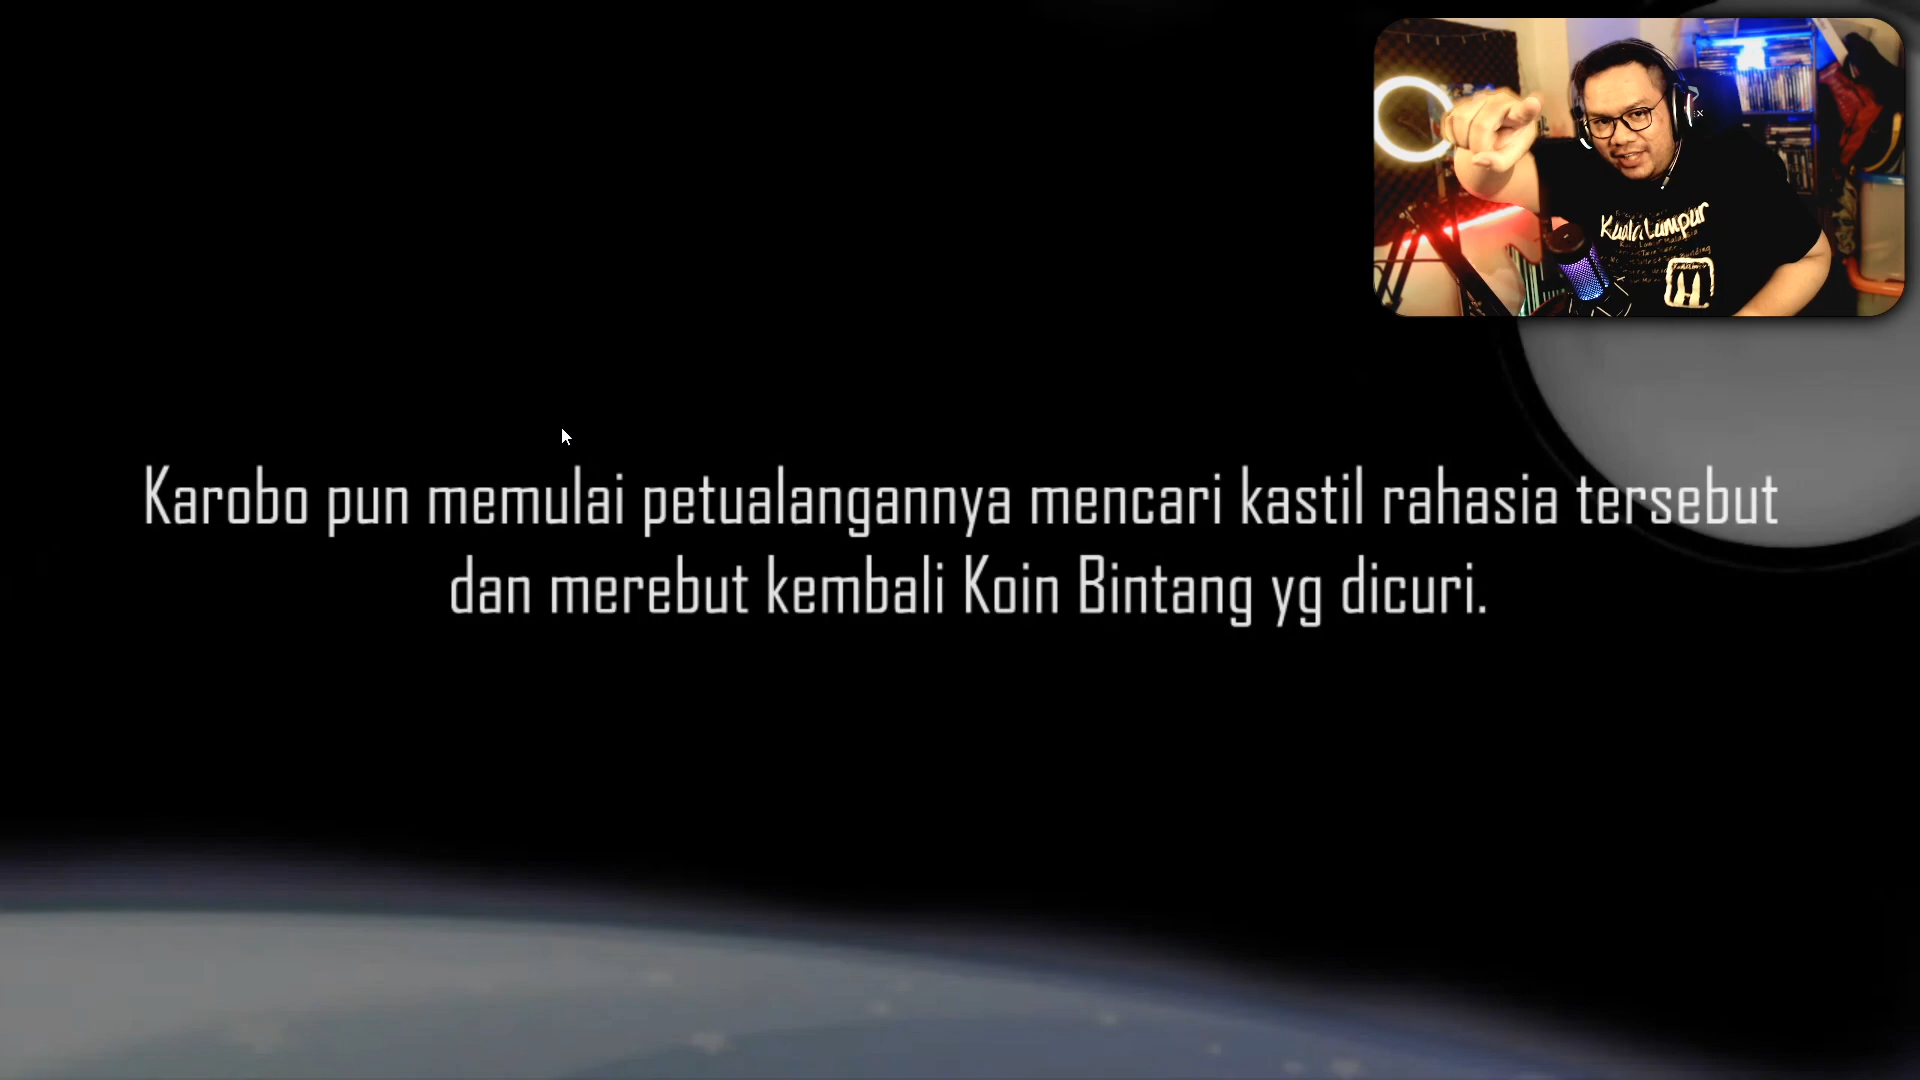 Kuala Lumpur
Karobo pun memulai petualangannya mencari kastil rahasia tersebut
dan merebut kembali Koin Bintang yg dicuri.